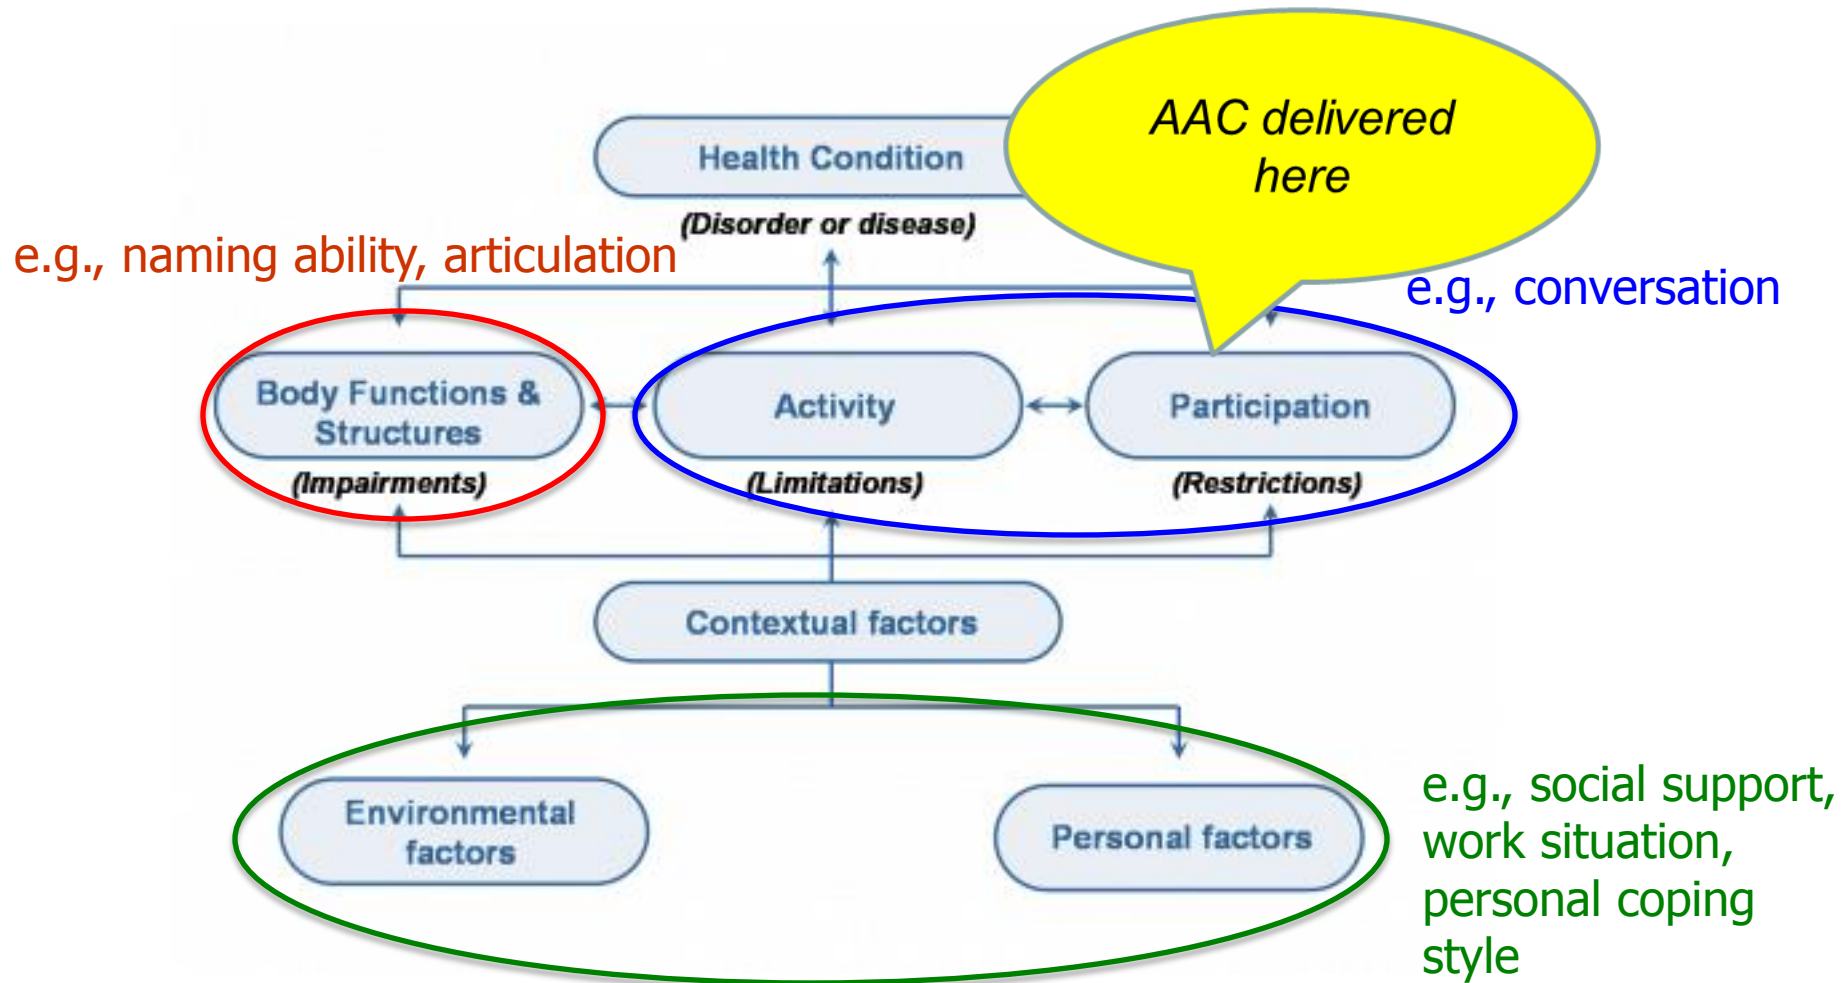 AAC delivered
here
Health Condition
(Disorder or disease)
e.g., naming ability, articulation
e.g., conversation
Body Functions &
Structures
(Impairments)
Activity
(Limitations)
Participation
(Restrictions)
Contextual factors
Environmental
factors
Personal factors
e.g., social support,
work situation,
personal coping
style